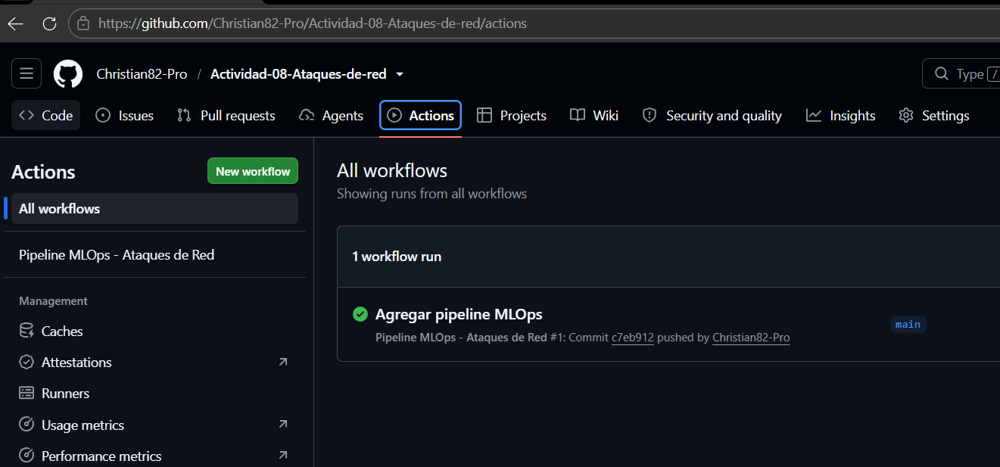 https://github.com/Christian82-Pro/Actividad-08-Ataques-de-red/actions
Christian82-Pro / Actividad-08-Ataques-de-red
Type /
Code Issues Pull requests Agents Actions Projects Wiki Security and quality Insights Settings
Actions
New workflow
All workflows
Pipeline MLOps - Ataques de Red
Management
Caches
Attestations
Runners
Usage metrics
Performance metrics
All workflows
Showing runs from all workflows
1 workflow run
Agregar pipeline MLOps
Pipeline MLOps - Ataques de Red #1: Commit c7eb912 pushed by Christian82-Pro
main